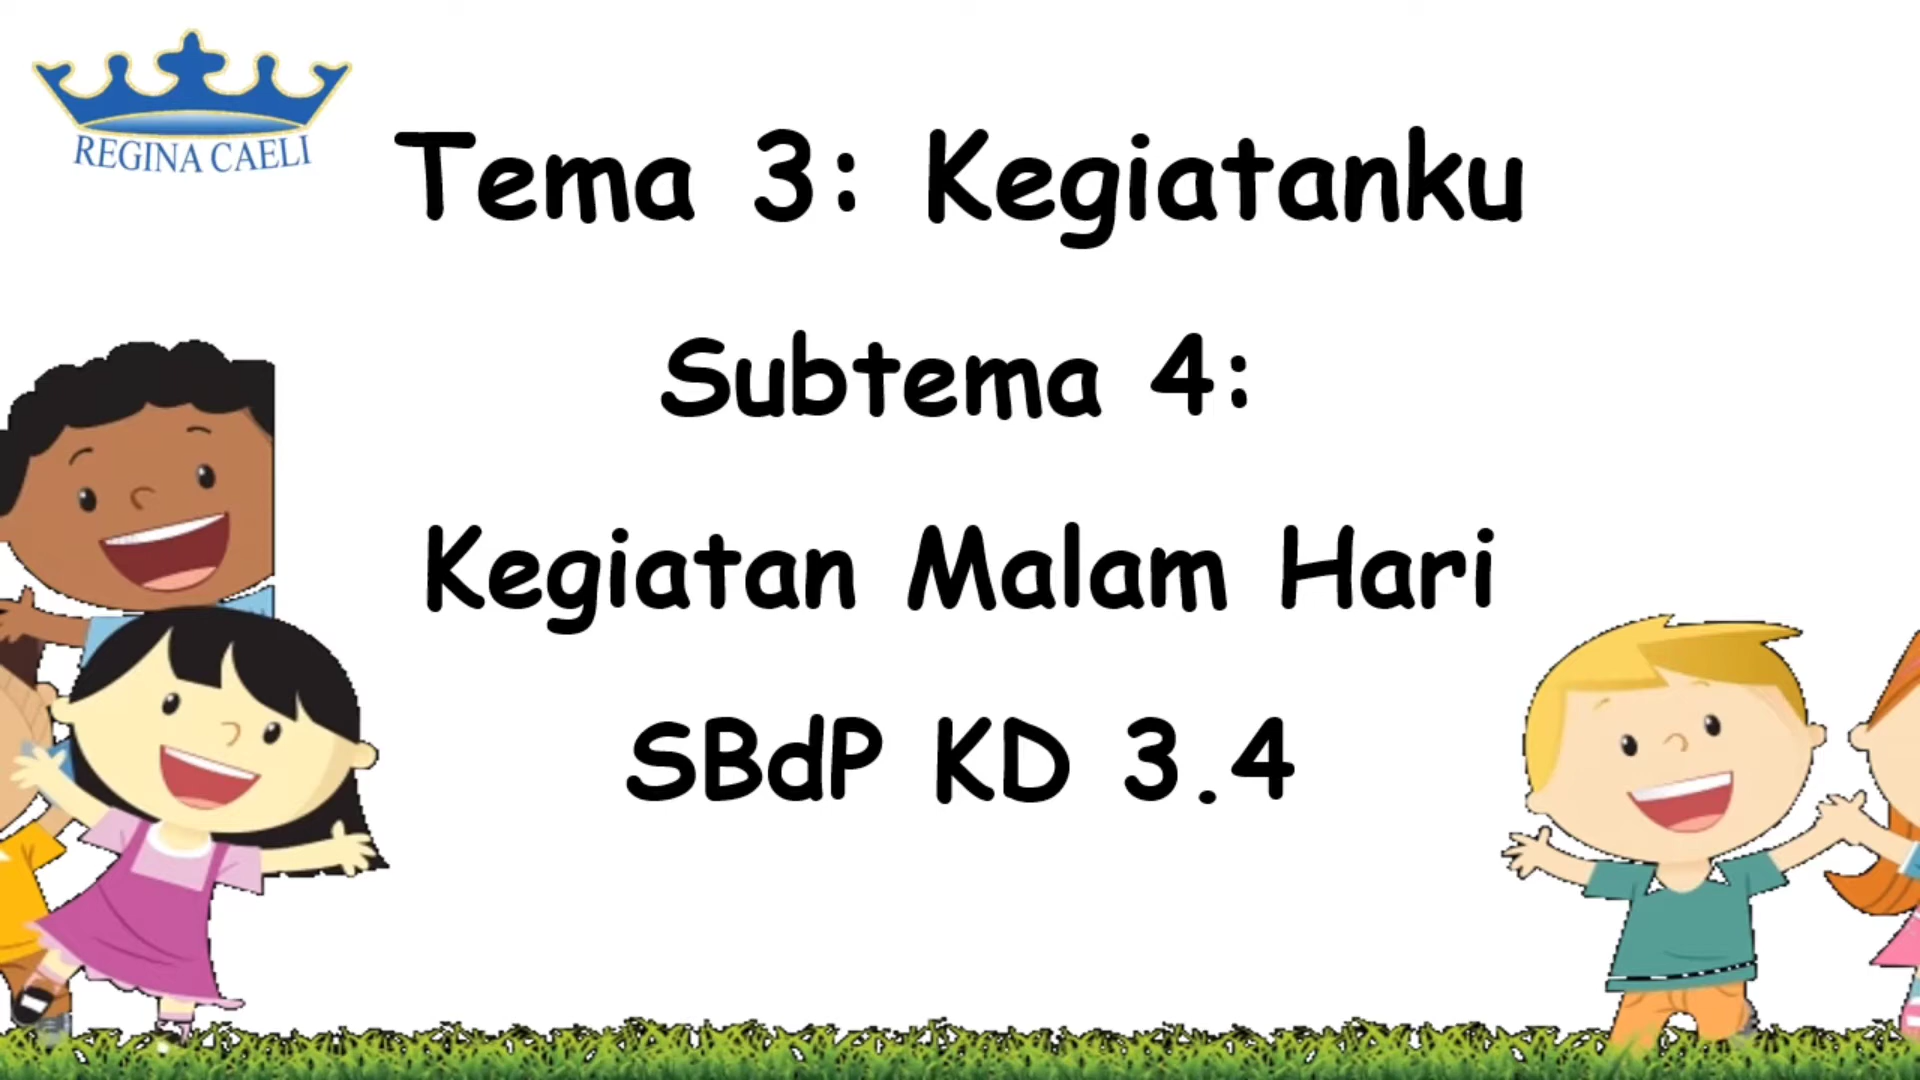 REGINA CAELI
Tema 3: Kegiatanku
Subtema 4:
Kegiatan Malam Hari
SBdP KD 3.4